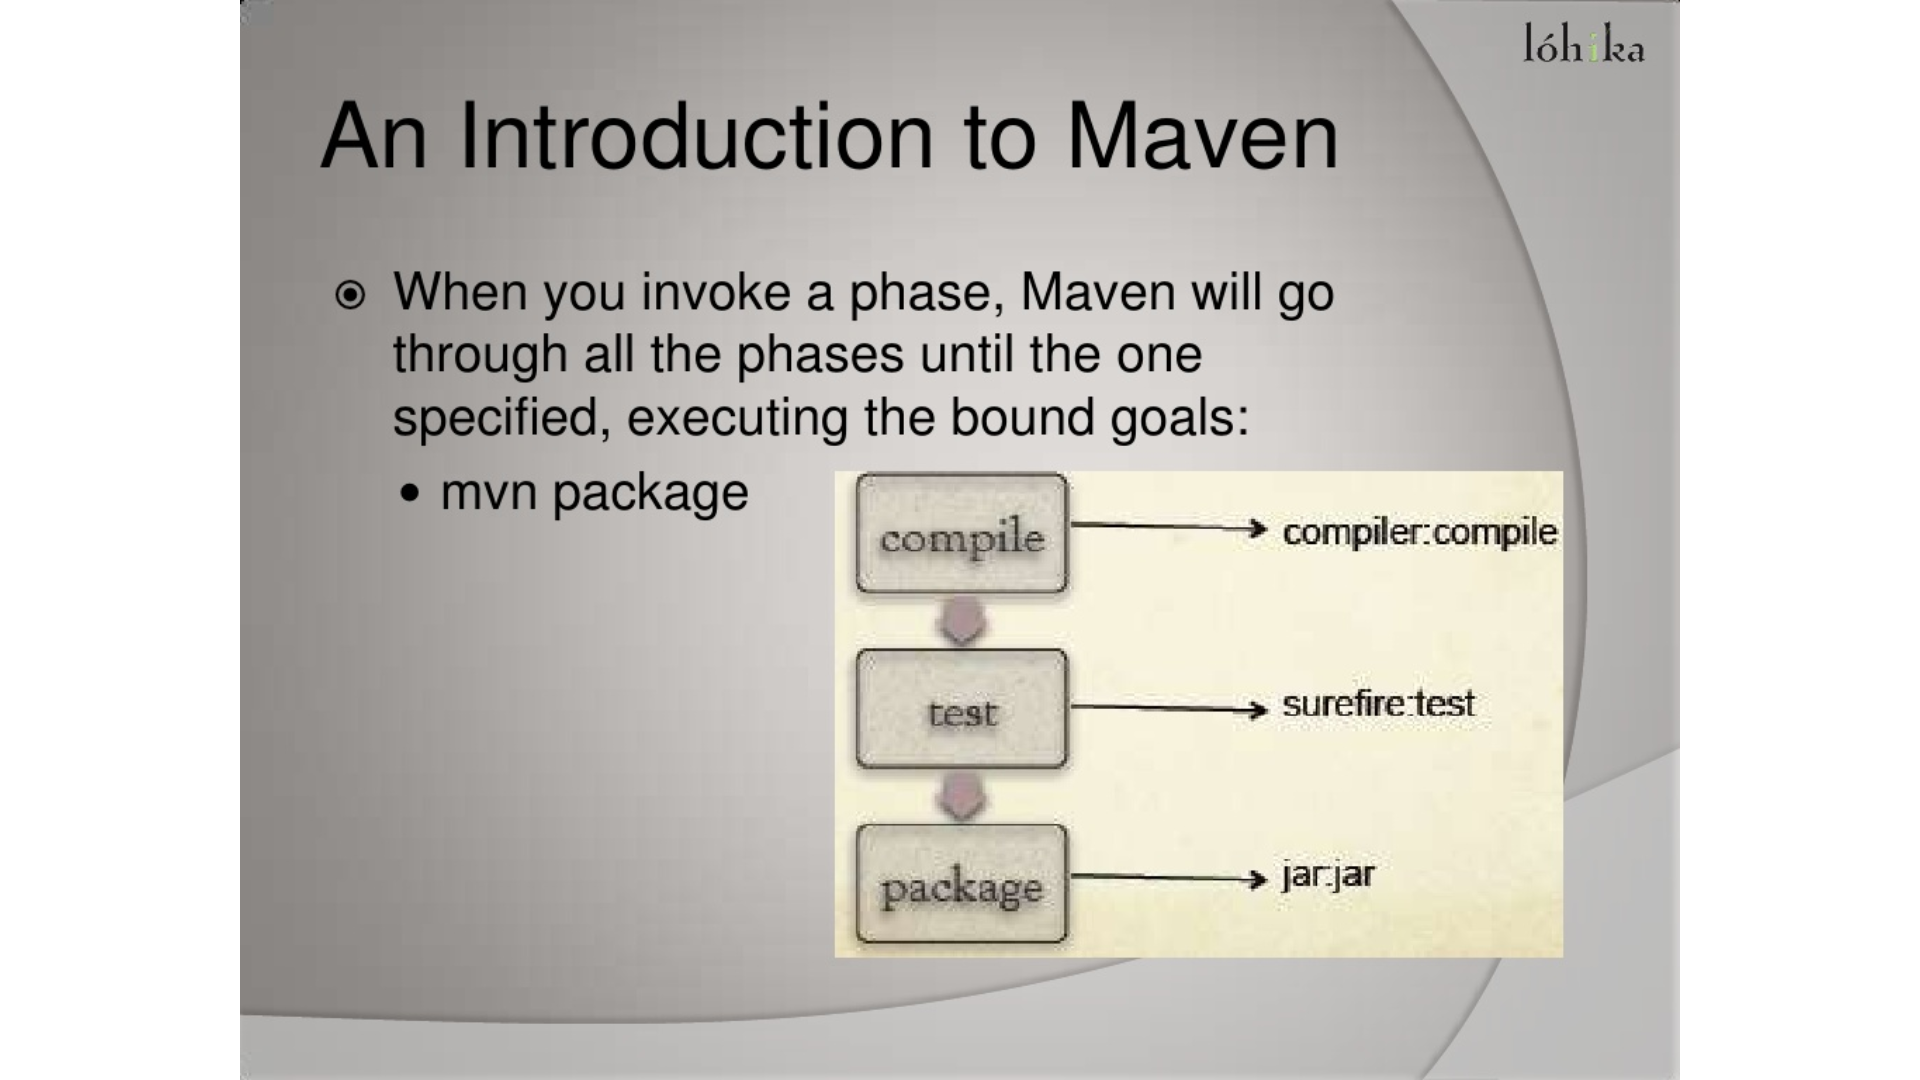 lóhika
An Introduction to Maven
When you invoke a phase, Maven will go
through all the phases until the one
specified, executing the bound goals:
• mvn package
compile
compiler:compile
test
surefire:test
package
jar:jar